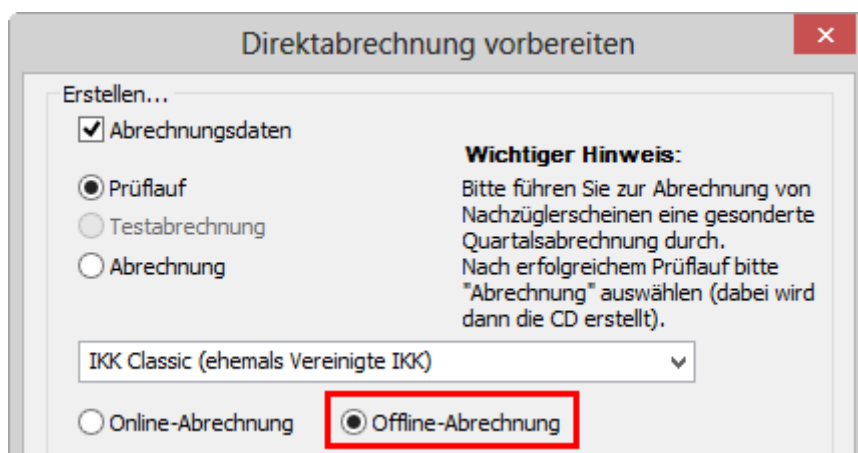 Direktabrechnung vorbereiten
Erstellen...
Abrechnungsdaten
Prüflauf
Testabrechnung
Abrechnung
Wichtiger Hinweis:
Bitte führen Sie zur Abrechnung von
Nachzüglerscheinen eine gesonderte
Quartalsabrechnung durch.
Nach erfolgreichem Prüflauf bitte
"Abrechnung" auswählen (dabei wird
dann die CD erstellt).
IKK Classic (ehemals Vereinigte IKK)
Online-Abrechnung
Offline-Abrechnung